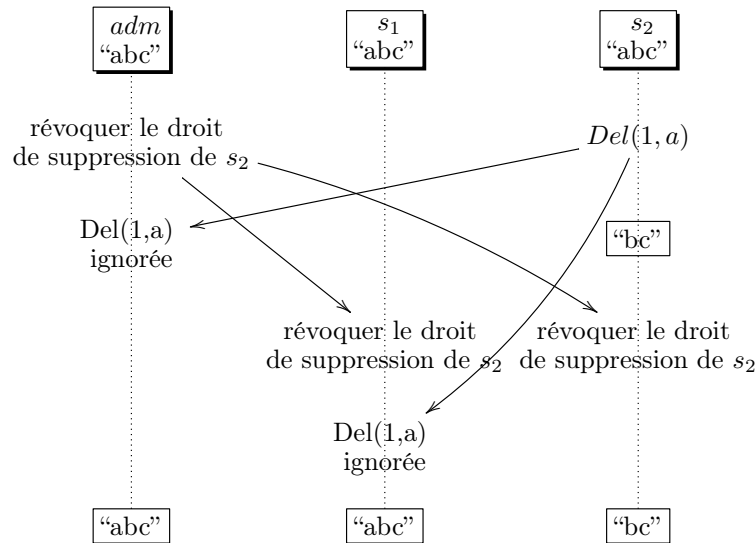 adm
“abc”
s₁
“abc”
s₂
“abc”
révoquer le droit
de suppression de s₂
Del(1, a)
Del(1,a)
ignorée
“bc”
révoquer le droit
de suppression de s₂
révoquer le droit
de suppression de s₂
Del(1,a)
ignorée
“abc”
“abc”
“bc”